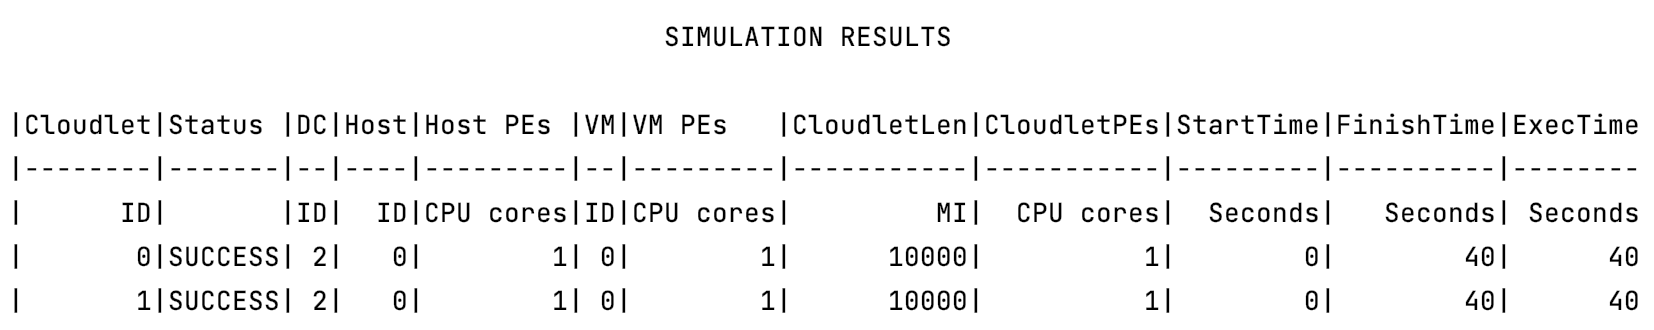 SIMULATION RESULTS
|Cloudlet|Status |DC|Host|Host PEs |VM|VM PEs   |CloudletLen|CloudletPEs|StartTime|FinishTime|ExecTime
|--------|-------|--|----|---------|--|---------|-----------|-----------|---------|----------|--------
|      ID|       |ID|  ID|CPU cores|ID|CPU cores|         MI|  CPU cores|  Seconds|   Seconds| Seconds
|       0|SUCCESS| 2|   0|        1| 0|        1|      10000|          1|        0|        40|      40
|       1|SUCCESS| 2|   0|        1| 0|        1|      10000|          1|        0|        40|      40